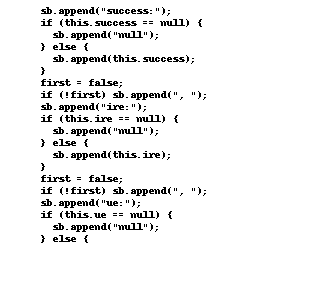 sb.append("success:");
if (this.success == null) {
  sb.append("null");
} else {
  sb.append(this.success);
}
first = false;
if (!first) sb.append(", ");
sb.append("ire:");
if (this.ire == null) {
  sb.append("null");
} else {
  sb.append(this.ire);
}
first = false;
if (!first) sb.append(", ");
sb.append("ue:");
if (this.ue == null) {
  sb.append("null");
} else {